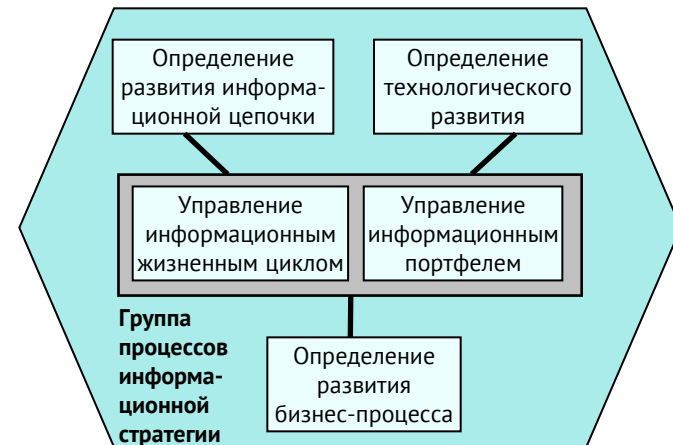 Определение
развития информа-
ционной цепочки
Определение
технологического
развития
Управление
информационным
жизненным циклом
Управление
информационным
портфелем
Группа
процессов
информа-
ционной
стратегии
Определение
развития
бизнес-процесса